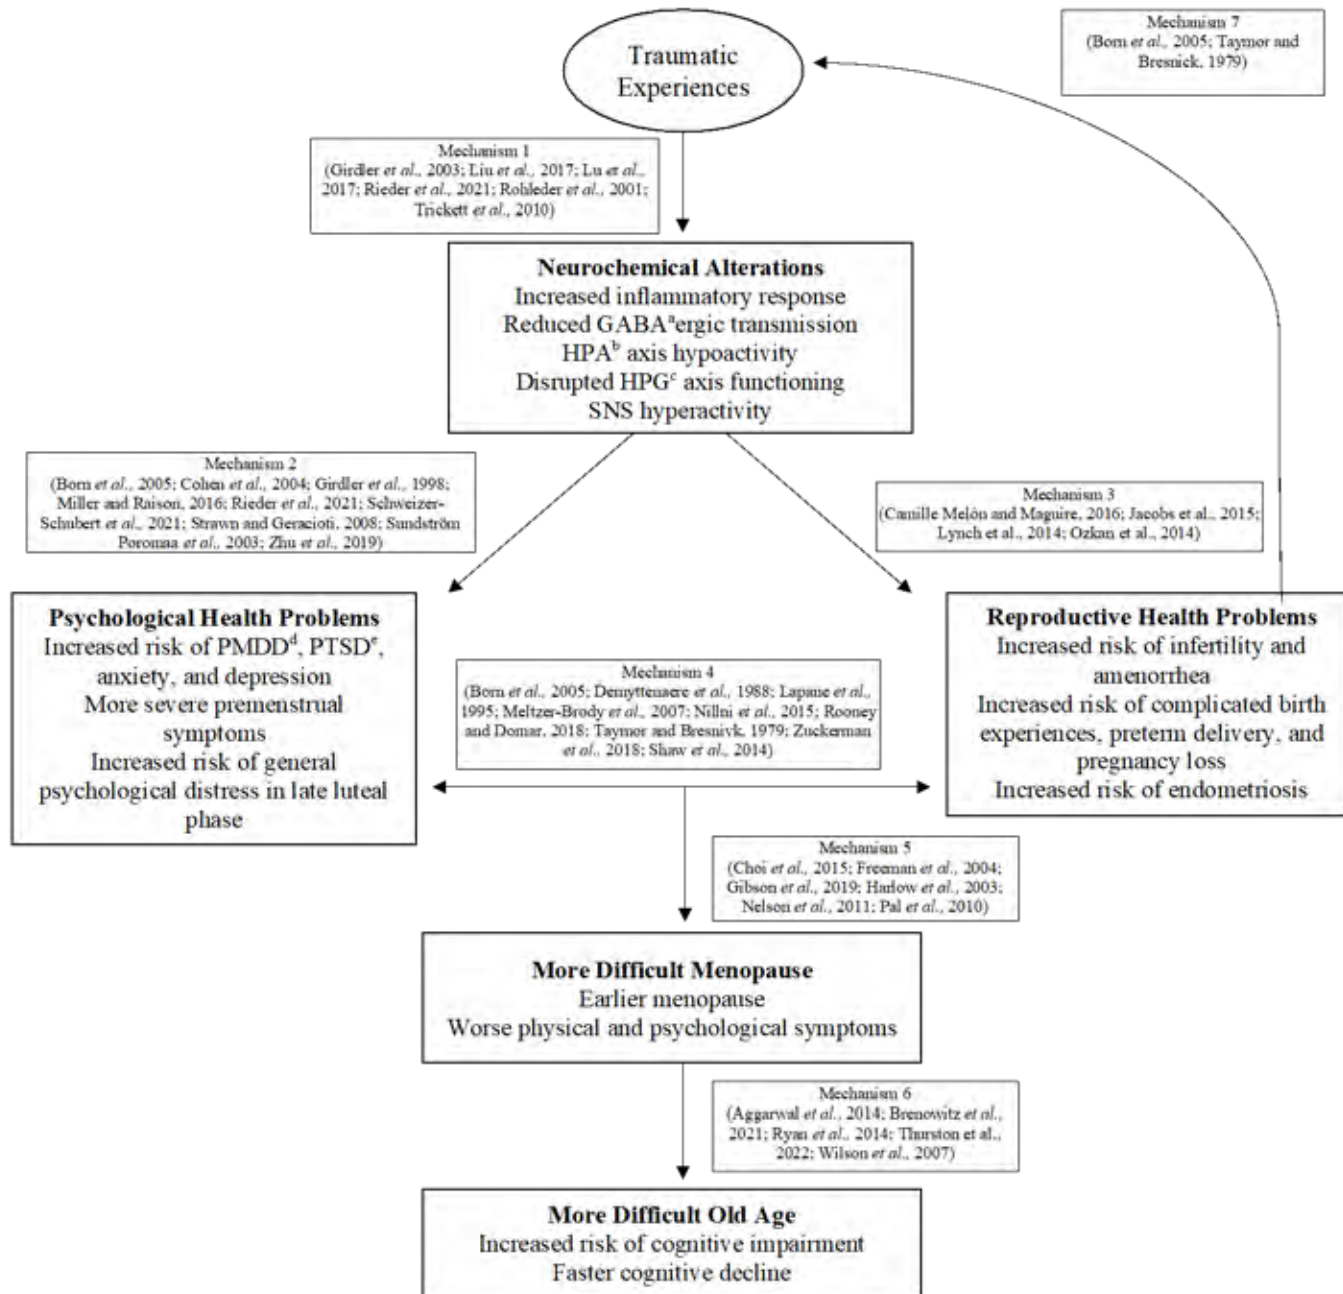 Traumatic
Experiences
Mechanism 7
(Born et al., 2005; Taymor and
Bresnick, 1979)
Mechanism 1
(Girdler et al., 2003; Liu et al., 2017; Lu et al.,
2017; Rieder et al., 2021; Rohleder et al., 2001;
Trickett et al., 2010)
Neurochemical Alterations
Increased inflammatory response
Reduced GABAᵃergic transmission
HPAᵇ axis hypoactivity
Disrupted HPGᶜ axis functioning
SNS hyperactivity
Mechanism 2
(Born et al., 2005; Cohen et al., 2004; Girdler et al., 1998;
Miller and Raison, 2016; Rieder et al., 2021; Schweizer-
Schubert et al., 2021; Strawn and Geracioti, 2008; Sundström
Poromaa et al., 2003; Zhu et al., 2019)
Mechanism 3
(Camille Melón and Maguire, 2016; Jacobs et al., 2015;
Lynch et al., 2014; Ozkan et al., 2014)
Psychological Health Problems
Increased risk of PMDDᵈ, PTSDᵉ,
anxiety, and depression
More severe premenstrual
symptoms
Increased risk of general
psychological distress in late luteal
phase
Mechanism 4
(Born et al., 2005; Demyttenaere et al., 1988; Lapane et al.,
1995; Meltzer-Brody et al., 2007; Nillni et al., 2015; Rooney
and Domar, 2018; Taymor and Bresnivk, 1979; Zuckerman
et al., 2018; Shaw et al., 2014)
Reproductive Health Problems
Increased risk of infertility and
amenorrhea
Increased risk of complicated birth
experiences, preterm delivery, and
pregnancy loss
Increased risk of endometriosis
Mechanism 5
(Choi et al., 2015; Freeman et al., 2004;
Gibson et al., 2019; Harlow et al., 2003;
Nelson et al., 2011; Pal et al., 2010)
More Difficult Menopause
Earlier menopause
Worse physical and psychological symptoms
Mechanism 6
(Aggarwal et al., 2014; Brenowitz et al.,
2021; Ryan et al., 2014; Thurston et al.,
2022; Wilson et al., 2007)
More Difficult Old Age
Increased risk of cognitive impairment
Faster cognitive decline